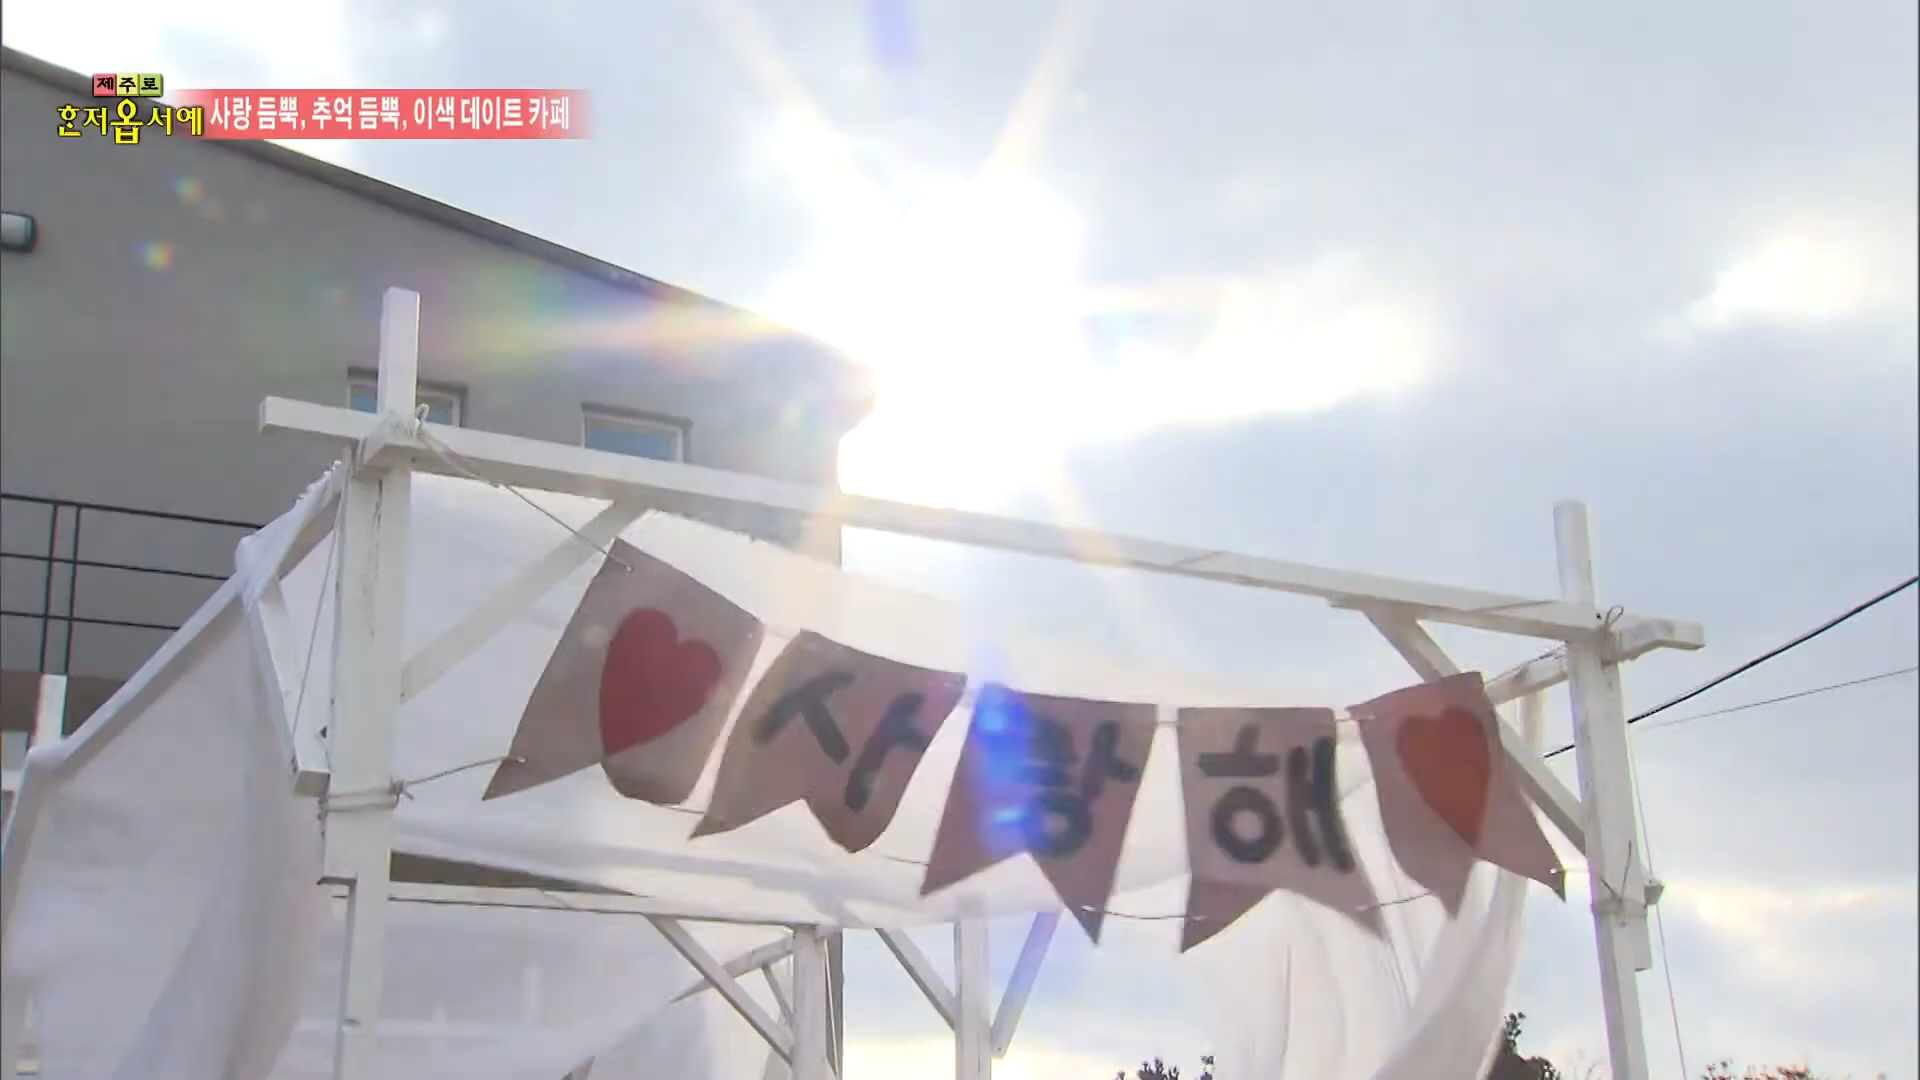 제주로
혼저옵서예
사랑 듬뿍, 추억 듬뿍, 이색 데이트 카페
사랑해